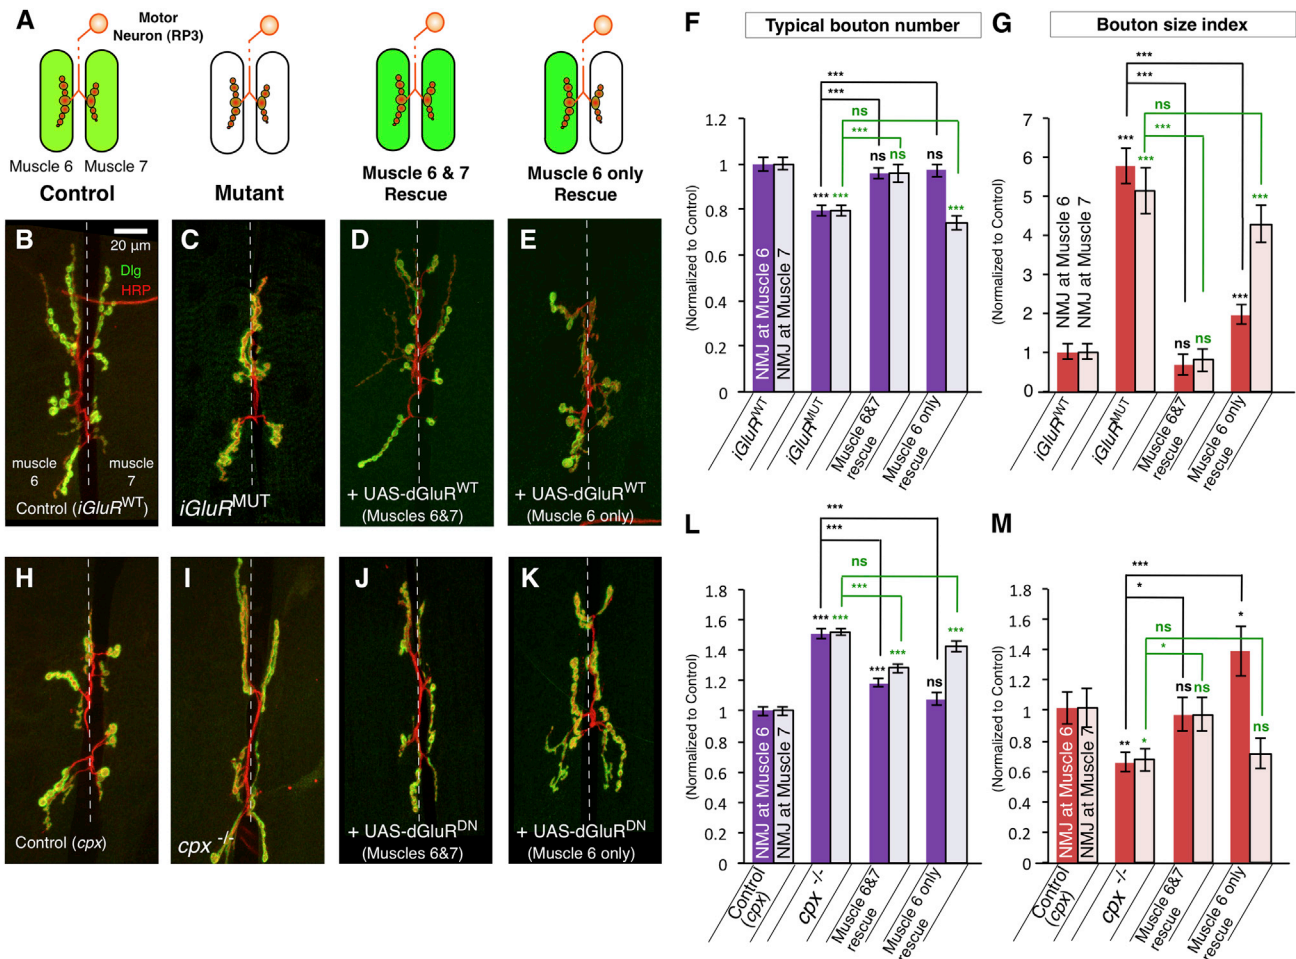 A
Motor
Neuron (RP3)
Muscle 6 Muscle 7
Control
Mutant
Muscle 6 & 7
Rescue
Muscle 6 only
Rescue
B
20 µm
Dlg
HRP
muscle
6
muscle
7
Control (iGluRWT)
C
iGluRMUT
D
+ UAS-dGluRWT
(Muscles 6&7)
E
+ UAS-dGluRWT
(Muscle 6 only)
F
Typical bouton number
(Normalized to Control)
1.2
1
0.8
0.6
0.4
0.2
0
NMJ at Muscle 6
NMJ at Muscle 7
***
***
ns
***
*** ***
ns ns
ns
***
iGluRWT
iGluRMUT
Muscle 6&7
rescue
Muscle 6 only
rescue
G
Bouton size index
(Normalized to Control)
7
6
5
4
3
2
1
0
NMJ at Muscle 6
NMJ at Muscle 7
***
***
ns
***
***
***
ns ns
***
***
iGluRWT
iGluRMUT
Muscle 6&7
rescue
Muscle 6 only
rescue
H
Control (cpx)
I
cpx -/-
J
+ UAS-dGluRDN
(Muscles 6&7)
K
+ UAS-dGluRDN
(Muscle 6 only)
L
(Normalized to Control)
1.8
1.6
1.4
1.2
1
0.8
0.6
0.4
0.2
0
NMJ at Muscle 6
NMJ at Muscle 7
***
***
ns
***
*** ***
***
***
ns
***
Control
(cpx)
cpx -/-
Muscle 6&7
rescue
Muscle 6 only
rescue
M
(Normalized to Control)
1.8
1.6
1.4
1.2
1
0.8
0.6
0.4
0.2
0
NMJ at Muscle 6
NMJ at Muscle 7
***
*
ns
*
** *
ns ns
*
ns
Control
(cpx)
cpx -/-
Muscle 6&7
rescue
Muscle 6 only
rescue